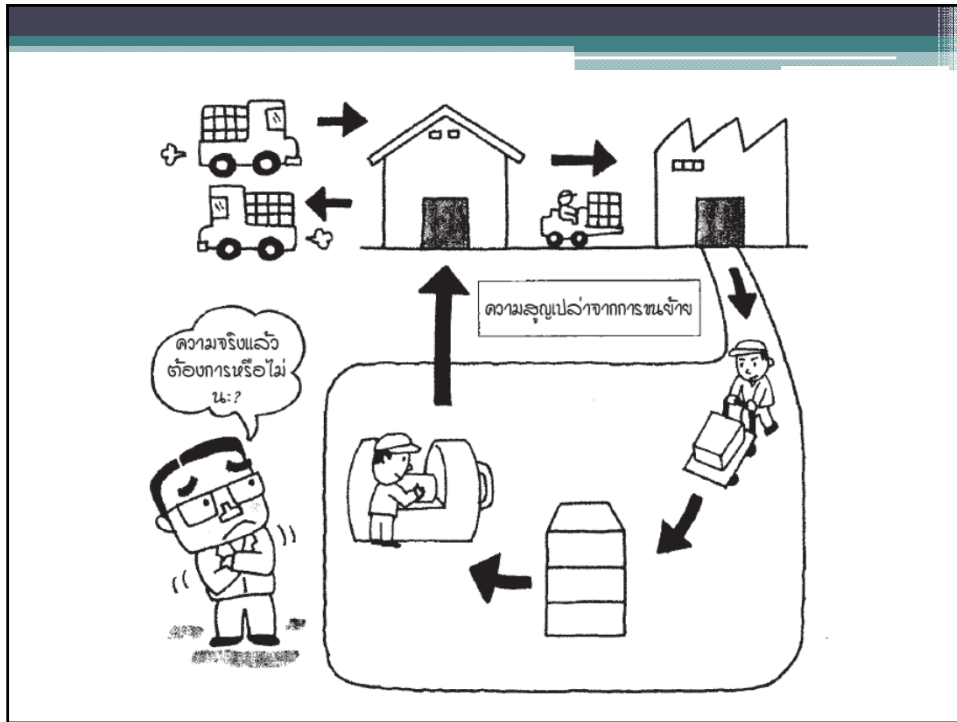 ความสูญเปล่าจากการขนย้าย
ความจริงแล้ว
ต้องการหรือไม่
นะ?